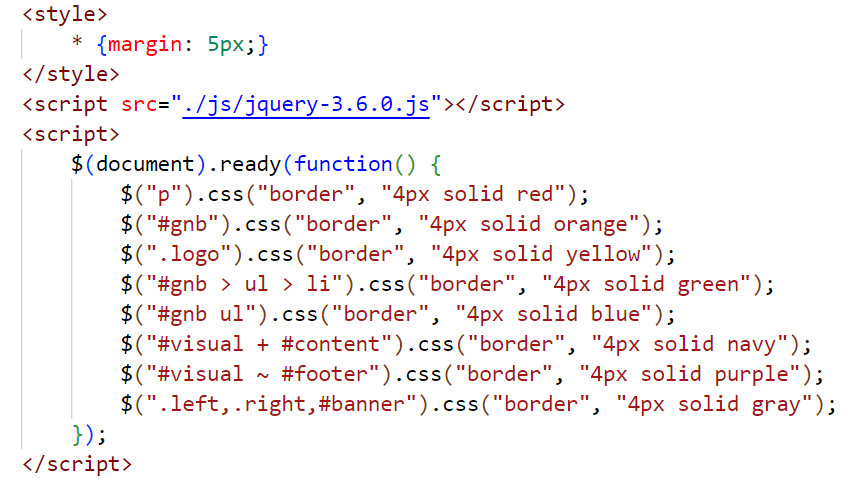 <style>
* {margin: 5px;}
</style>
<script src="./js/jquery-3.6.0.js"></script>
<script>
$(document).ready(function() {
$("p").css("border", "4px solid red");
$("#gnb").css("border", "4px solid orange");
$(".logo").css("border", "4px solid yellow");
$("#gnb > ul > li").css("border", "4px solid green");
$("#gnb ul").css("border", "4px solid blue");
$("#visual + #content").css("border", "4px solid navy");
$("#visual ~ #footer").css("border", "4px solid purple");
$(".left,.right,#banner").css("border", "4px solid gray");
});
</script>